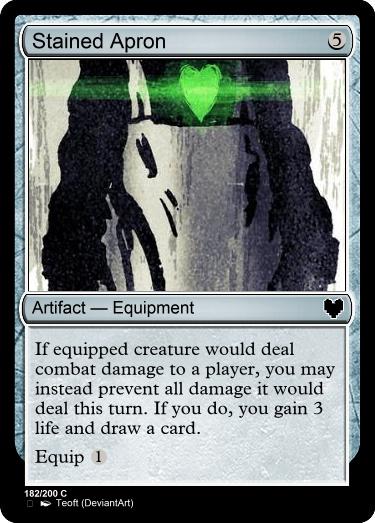 Stained Apron 5
Artifact — Equipment
If equipped creature would deal
combat damage to a player, you may
instead prevent all damage it would
deal this turn. If you do, you gain 3
life and draw a card.
Equip 1
182/200 C
Teoft (DeviantArt)